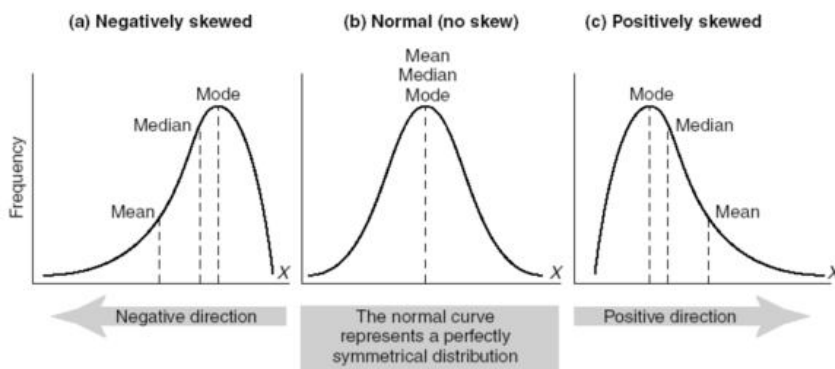 (a) Negatively skewed
(b) Normal (no skew)
(c) Positively skewed
Frequency
Mode
Median
Mean
X
Mean
Median
Mode
Mode
Median
Mean
X
Negative direction
The normal curve
represents a perfectly
symmetrical distribution
Positive direction